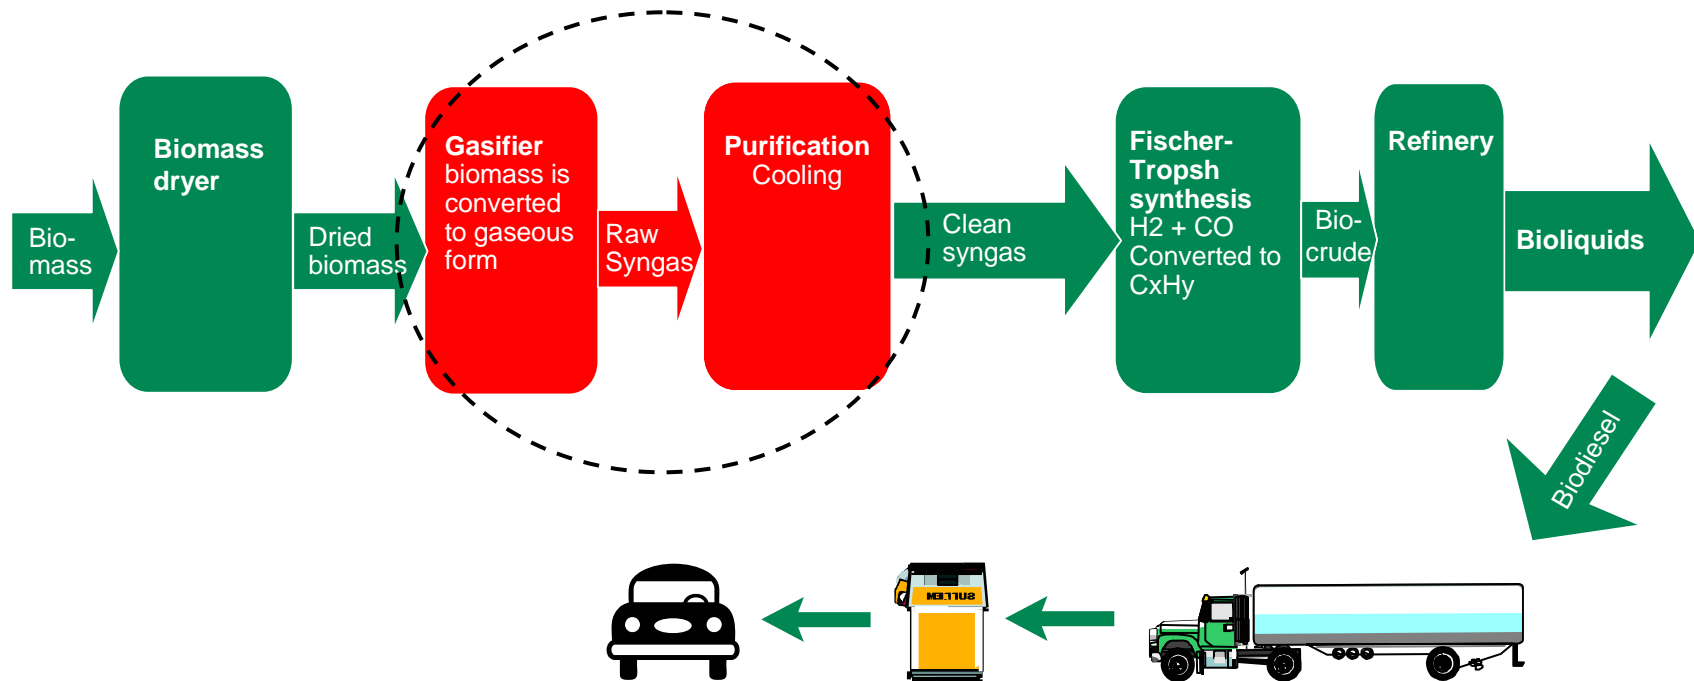 Biomass
dryer
Gasifier
biomass is
converted
to gaseous
form
Purification
Cooling
Fischer-
Tropsh
synthesis
H2 + CO
Converted to
CxHy
Refinery
Bio-
mass
Dried
biomass
Raw
Syngas
Clean
syngas
Bio-
crude
Bioliquids
Biodiesel